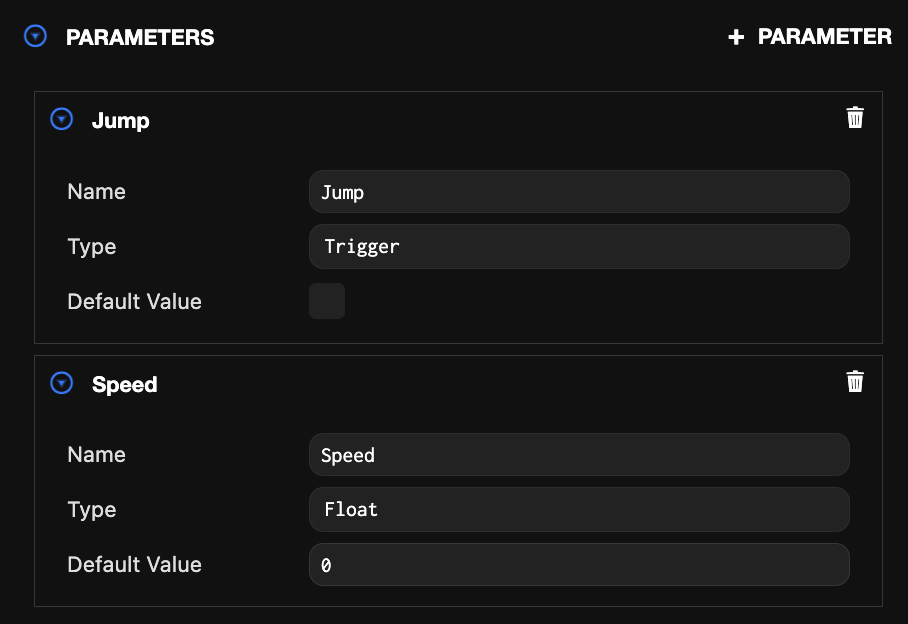 PARAMETERS
+ PARAMETER
Jump
Name Jump
Type Trigger
Default Value
Speed
Name Speed
Type Float
Default Value 0